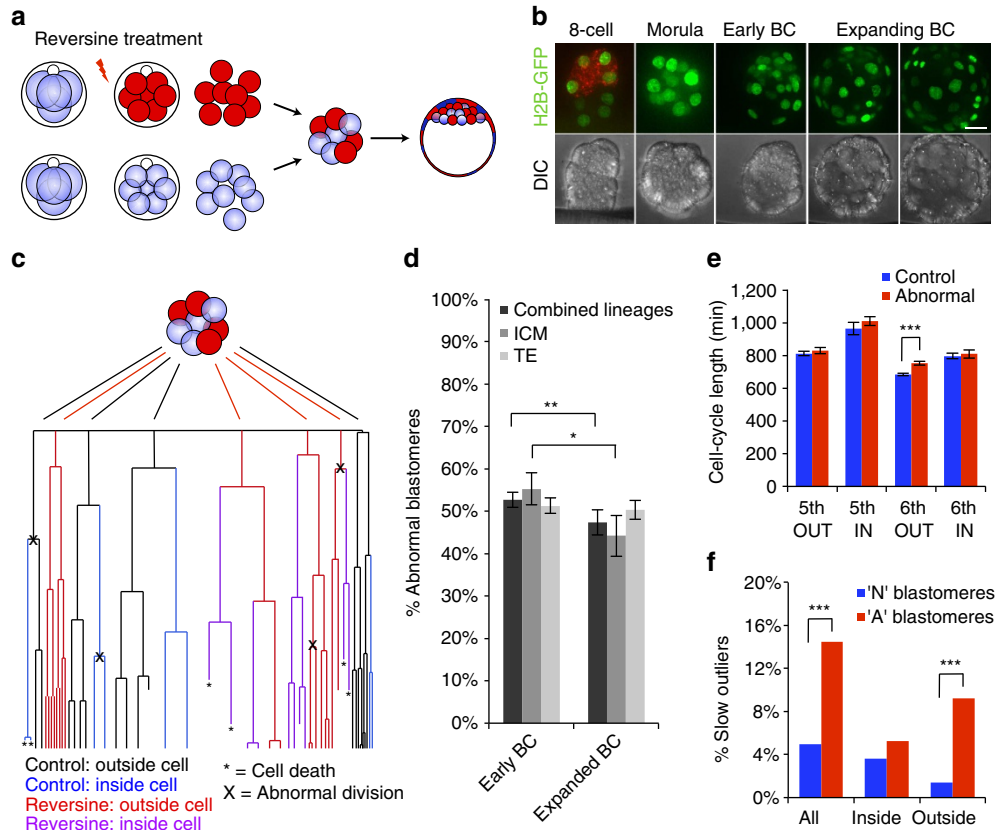 a
Reversine treatment
b
8-cell
Morula
Early BC
Expanding BC
H2B-GFP
DIC
c
X
X
X
X
* *
*
*
*
*
Control: outside cell
Control: inside cell
Reversine: outside cell
Reversine: inside cell
* = Cell death
X = Abnormal division
d
100%
90%
80%
70%
60%
50%
40%
30%
20%
10%
0%
% Abnormal blastomeres
Combined lineages
ICM
TE
**
*
Early BC
Expanded BC
e
Control
Abnormal
1,200
1,000
800
600
400
200
0
Cell-cycle length (min)
***
5th OUT
5th IN
6th OUT
6th IN
f
20%
16%
12%
8%
4%
0%
% Slow outliers
'N' blastomeres
'A' blastomeres
***
***
All
Inside
Outside